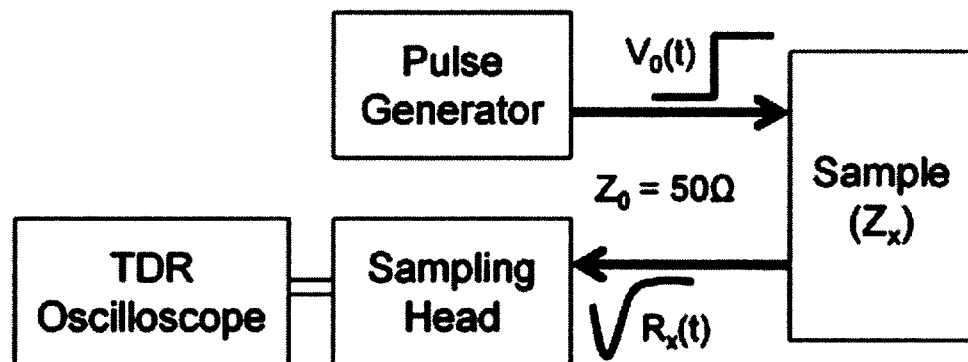 Pulse
Generator
V₀(t)
Sample
(Zₓ)
Z₀ = 50Ω
TDR
Oscilloscope
Sampling
Head
Rₓ(t)